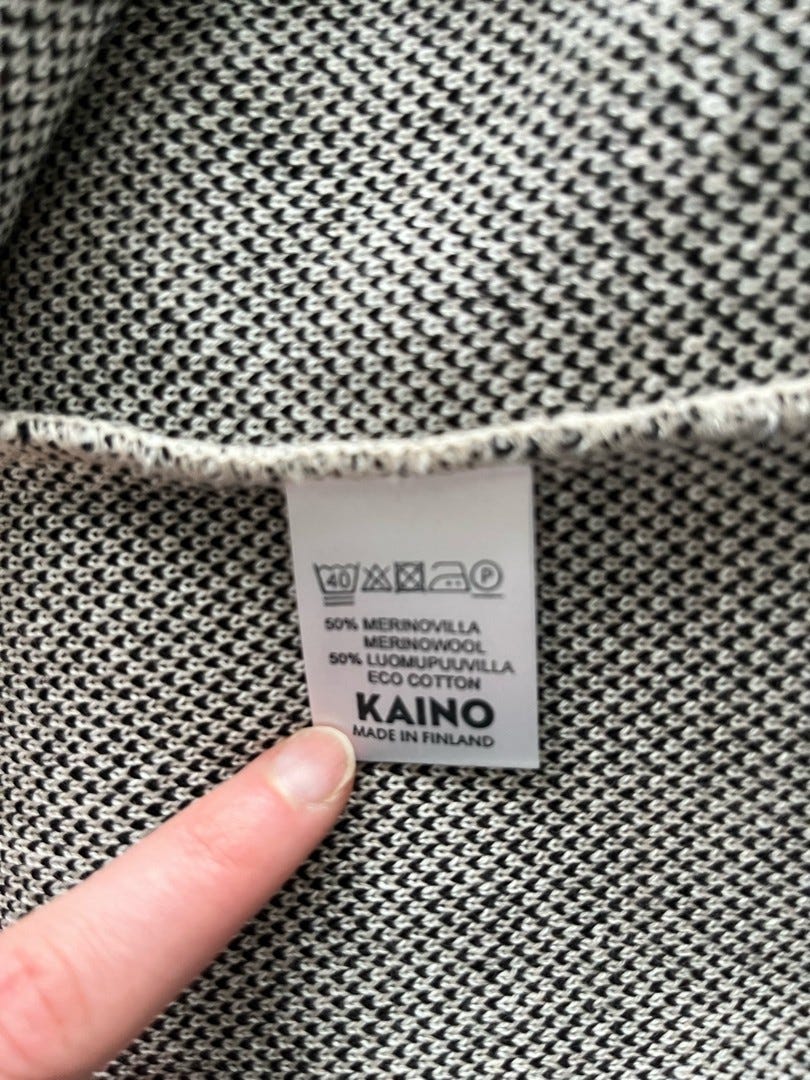 40 P
50% MERINOVILLA
MERINOWOOL
50% LUOMUPUUVILLA
ECO COTTON
KAINO
MADE IN FINLAND